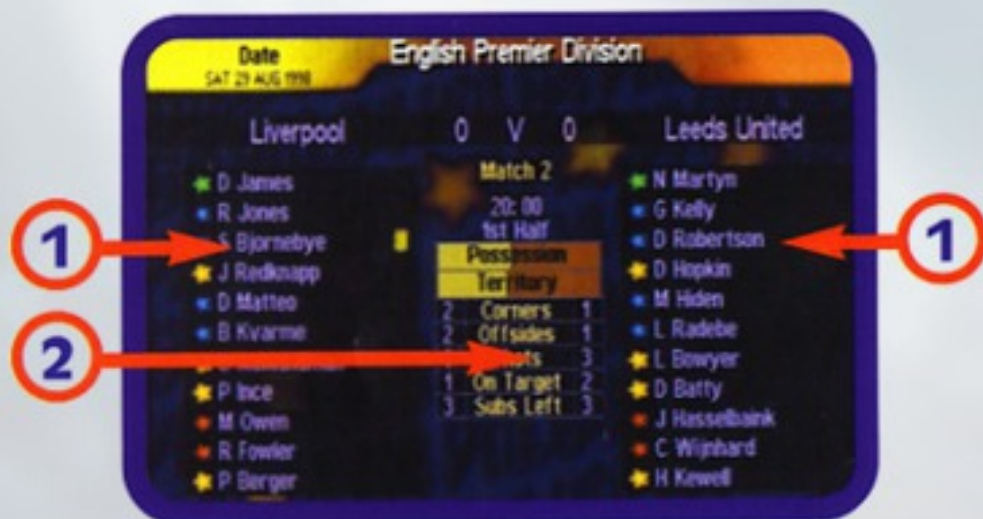 Date
SAT 29 AUG 1998
English Premier Division
Liverpool 0 V 0 Leeds United
Match 2
20:00
1st Half
Possession
Territory
2 Corners 1
2 Offsides 1
3
1 On Target 2
3 Subs Left 3
D James
R Jones
S Bjornebye
J Redknapp
D Matteo
B Kvarme
P Ince
M Owen
R Fowler
P Berger
N Martyn
G Kelly
D Robertson
D Hopkin
M Hiden
L Radebe
L Bowyer
D Batty
J Hasselbaink
C Wijnhard
H Kewell
1
2
1